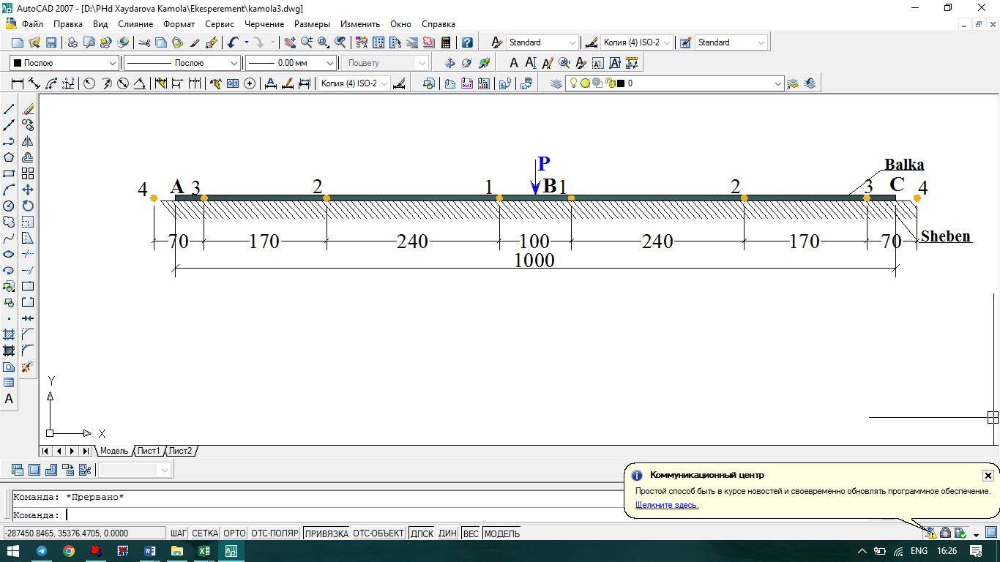 AutoCAD 2007 - [D:\PHd Xaydarova Kamola\Ekesperement\kamola3.dwg]
Файл Правка Вид Слияние Формат Сервис Черчение Размеры Изменить Окно Справка
Standard Копия (4) ISO-2 Standard
Послою Послою 0.00 мм Поцвету
Копия (4) ISO-2 0
P
Balka
4 A 3 2 1 B 1 2 3 C 4
70 170 240 100 240 170 70 Sheben
1000
Y
X
Модель Лист1 Лист2
Коммуникационный центр
Простой способ быть в курсе новостей и своевременно обновлять программное обеспечение.
Щелкните здесь.
Команда: *Прервано*
Команда:
-287450.8465, 35376.4705, 0.0000 ШАГ СЕТКА ОРТО ОТС-ПОЛЯР ПРИВЯЗКА ОТС-ОБЪЕКТ ДПСК ДИН ВЕС МОДЕЛЬ
ENG 16:26